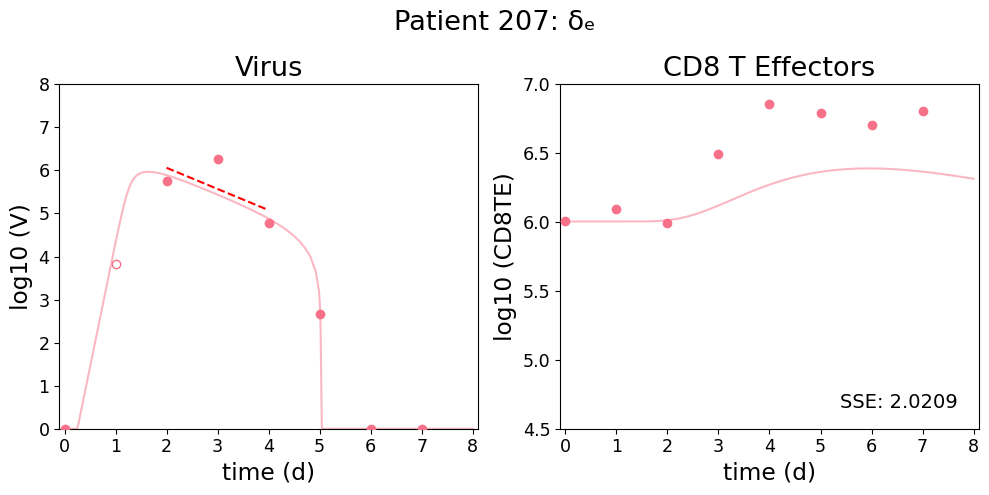 Patient 207: δₑ
Virus
CD8 T Effectors
log10 (V)
8
7
6
5
4
3
2
1
0
0 1 2 3 4 5 6 7 8
time (d)
log10 (CD8TE)
7.0
6.5
6.0
5.5
5.0
4.5
SSE: 2.0209
0 1 2 3 4 5 6 7 8
time (d)